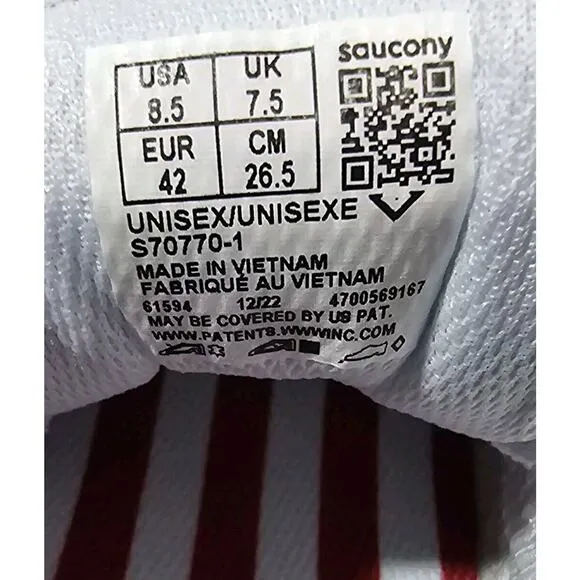 saucony
USA UK
8.5 7.5
EUR CM
42 26.5
UNISEX/UNISEXE
S70770-1
MADE IN VIETNAM
FABRIQUÉ AU VIETNAM
61594 12/22 4700569167
MAY BE COVERED BY US PAT.
WWW.PATENTS.WWWINC.COM